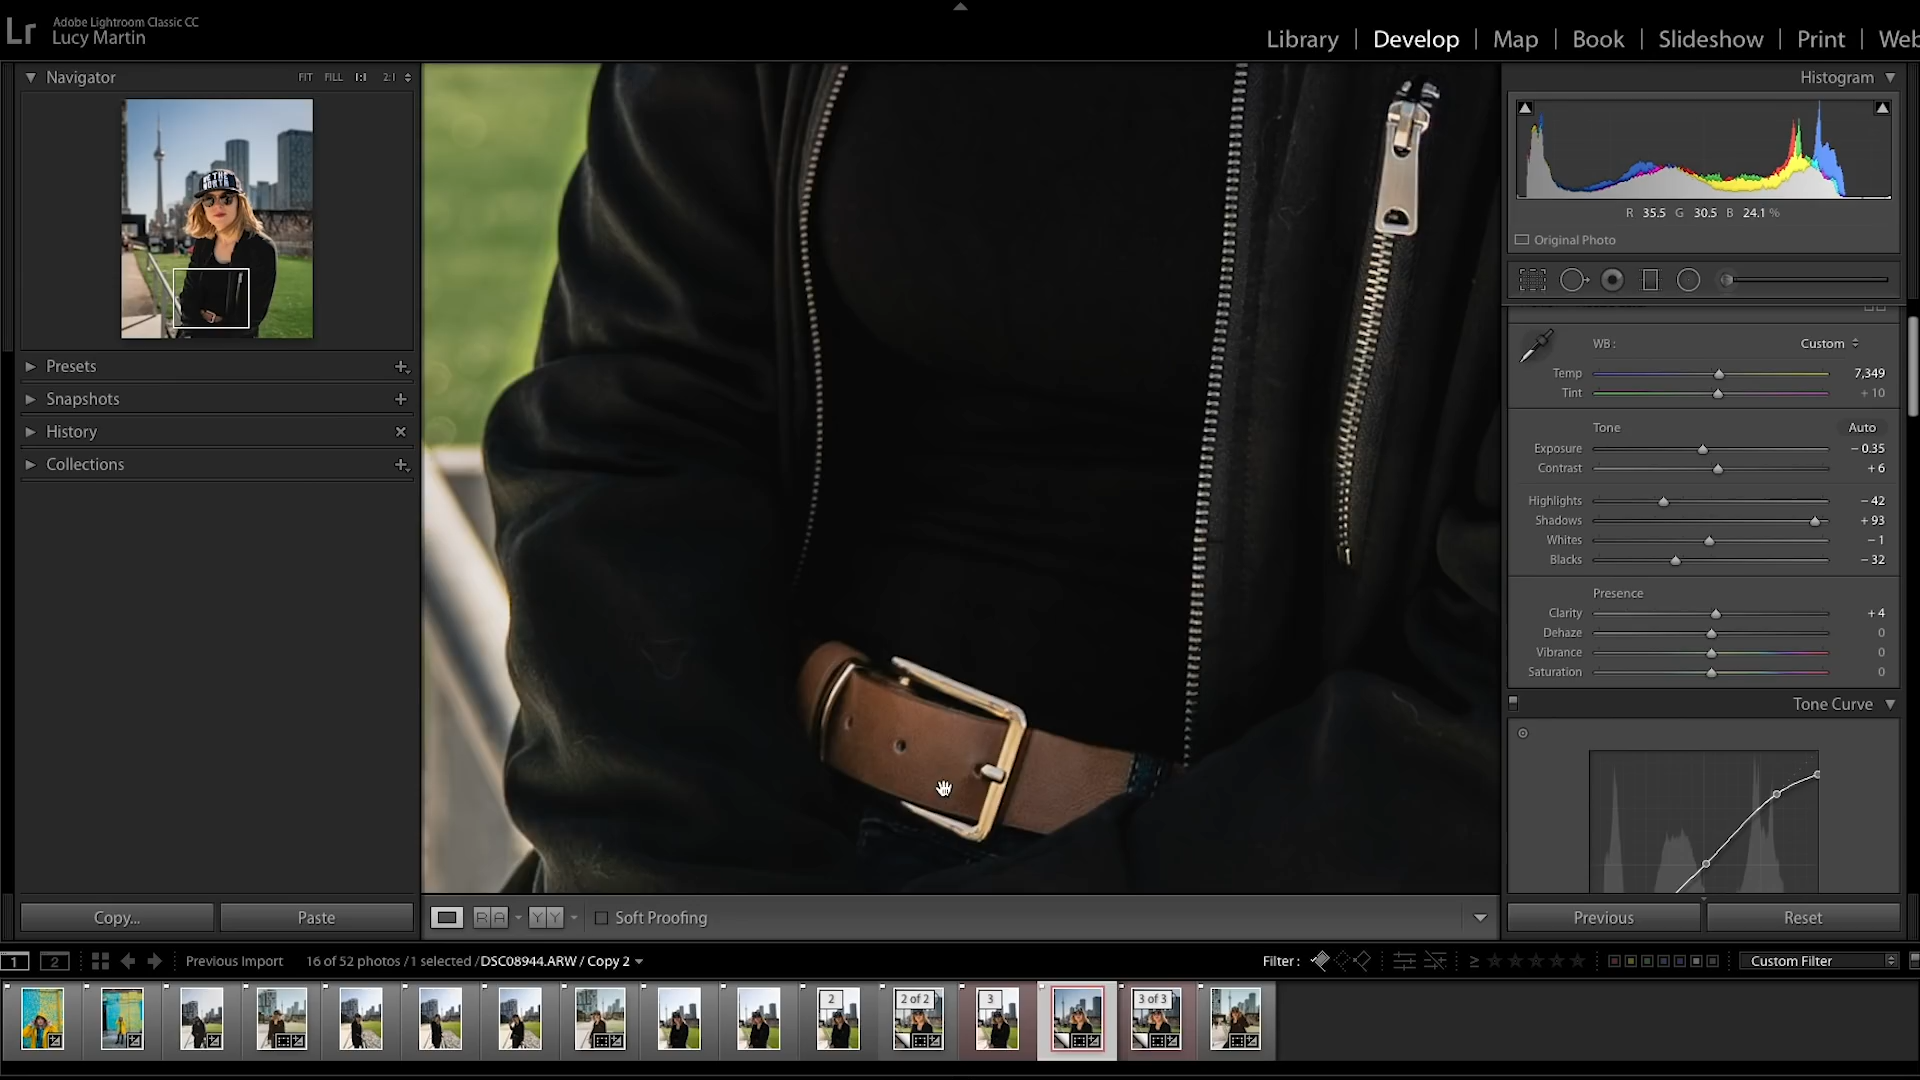 Lr
Adobe Lightroom Classic CC
Lucy Martin
Library | Develop | Map | Book | Slideshow | Print | Web
Navigator
FIT FILL 1:1 2:1
Histogram
R 35.5 G 30.5 B 24.1 %
Original Photo
WE THE
NORTH
Presets
Snapshots
History
Collections
WB: Custom
Temp 7,349
Tint + 10
Tone Auto
Exposure − 0.35
Contrast + 6
Highlights − 42
Shadows + 93
Whites − 1
Blacks − 32
Presence
Clarity + 4
Dehaze 0
Vibrance 0
Saturation 0
Tone Curve
Copy... Paste
R A Y Y Soft Proofing
Previous Reset
1 2 Previous Import 16 of 52 photos / 1 selected / DSC08944.ARW / Copy 2
Filter: ≥ Custom Filter
2 2 of 2 3 3 of 3